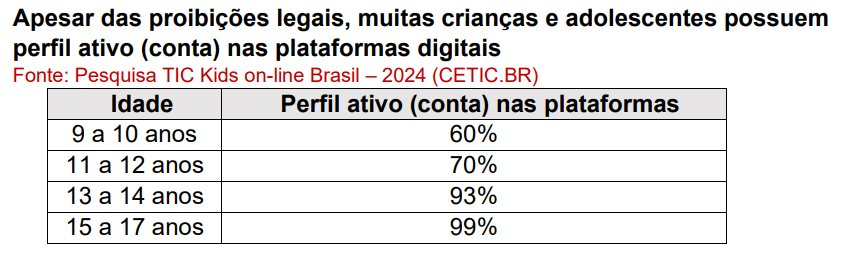 Apesar das proibições legais, muitas crianças e adolescentes possuem
perfil ativo (conta) nas plataformas digitais
Fonte: Pesquisa TIC Kids on-line Brasil – 2024 (CETIC.BR)
Idade Perfil ativo (conta) nas plataformas
9 a 10 anos 60%
11 a 12 anos 70%
13 a 14 anos 93%
15 a 17 anos 99%